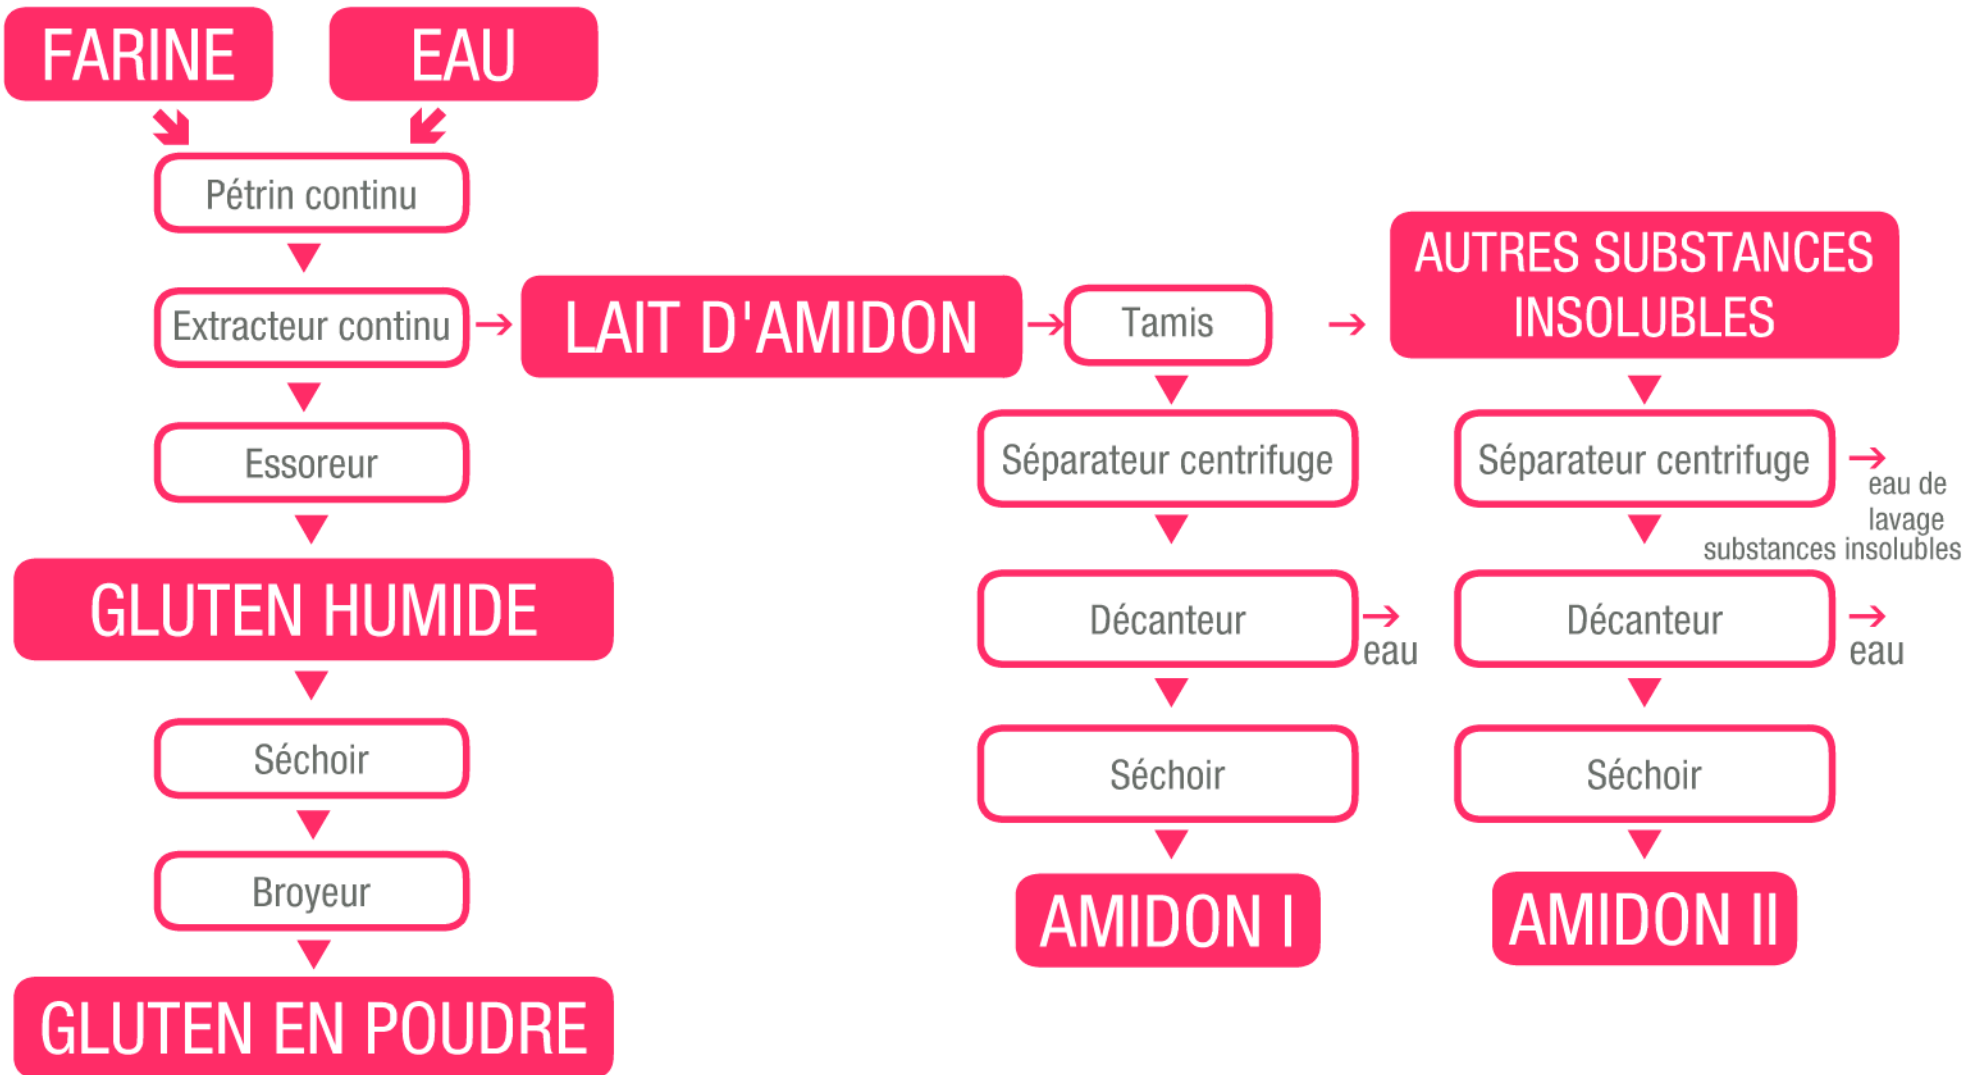 FARINE
EAU
Pétrin continu
Extracteur continu
LAIT D'AMIDON
Tamis
AUTRES SUBSTANCES
INSOLUBLES
Essoreur
Séparateur centrifuge
Séparateur centrifuge
eau de
lavage
substances insolubles
GLUTEN HUMIDE
Décanteur
eau
Décanteur
eau
Séchoir
Séchoir
Séchoir
Broyeur
AMIDON I
AMIDON II
GLUTEN EN POUDRE